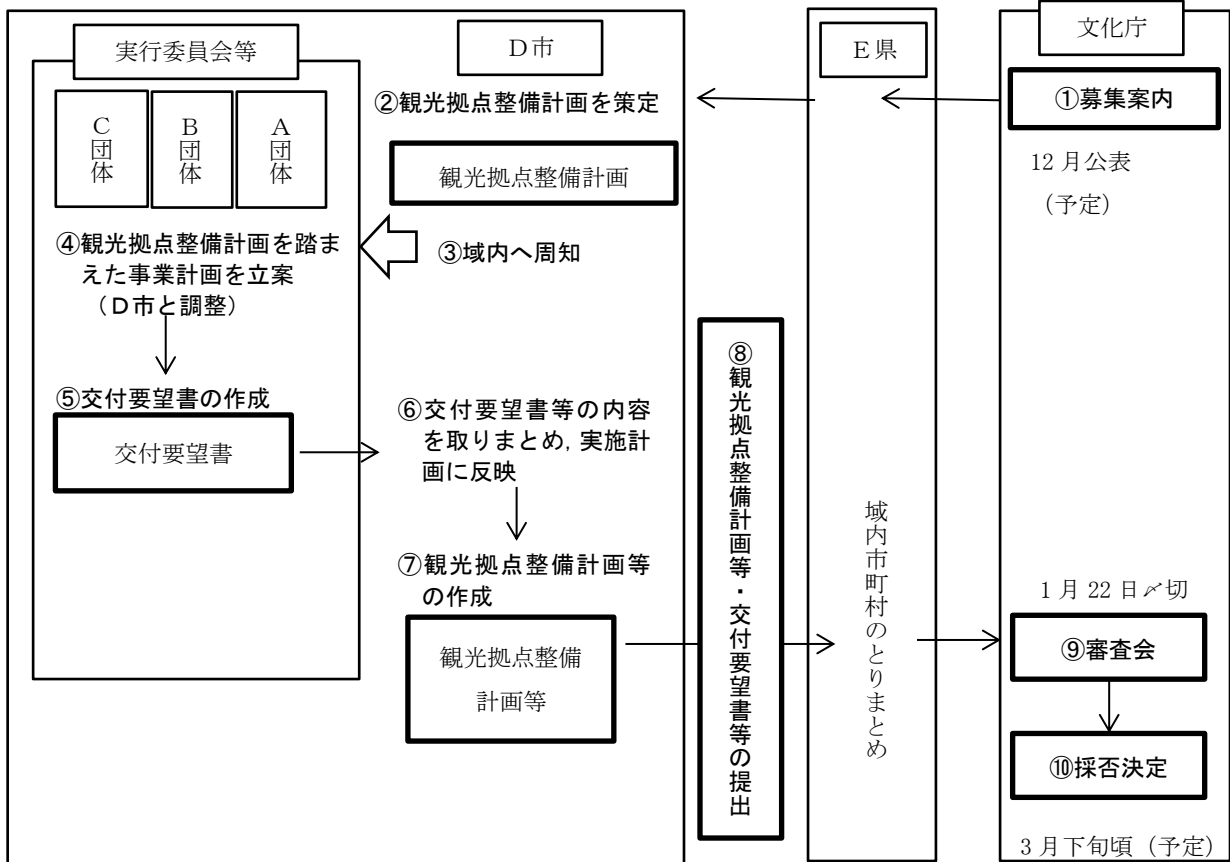 実行委員会等
C団体
B団体
A団体
④観光拠点整備計画を踏ま
えた事業計画を立案
（D市と調整）
⑤交付要望書の作成
交付要望書
D市
②観光拠点整備計画を策定
観光拠点整備計画
③域内へ周知
⑥交付要望書等の内容
を取りまとめ，実施計
画に反映
⑦観光拠点整備計画等
の作成
観光拠点整備
計画等
⑧観光拠点整備計画等・交付要望書等の提出
E県
域内市町村のとりまとめ
文化庁
①募集案内
12月公表
（予定）
1月22日〆切
⑨審査会
⑩採否決定
3月下旬頃（予定）